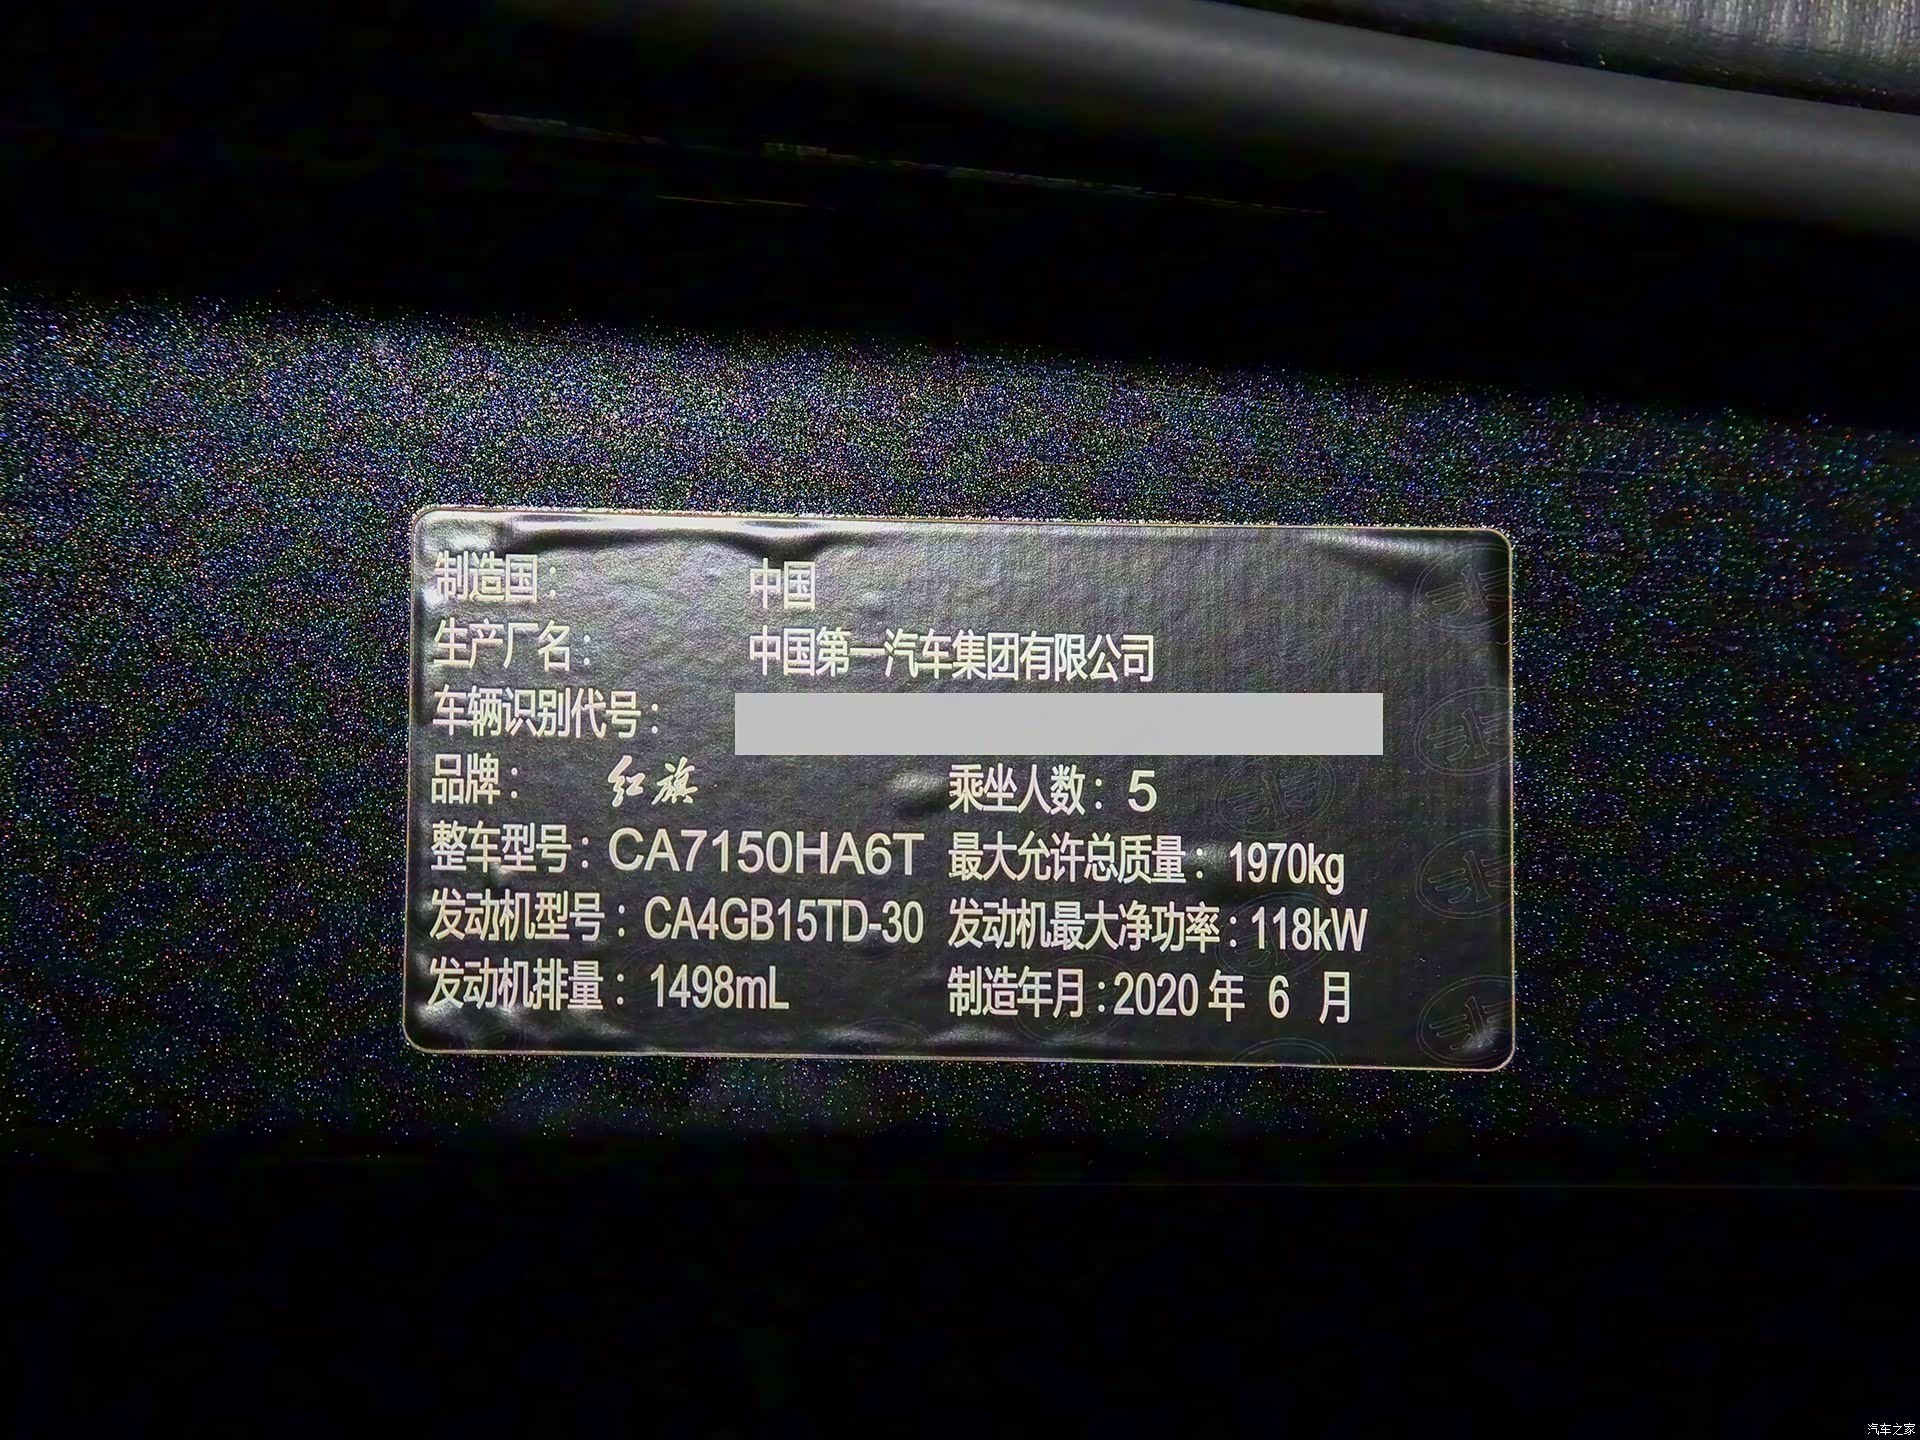 制造国： 中国
生产厂名： 中国第一汽车集团有限公司
车辆识别代号：
品牌： 红旗 乘坐人数：5
整车型号：CA7150HA6T 最大允许总质量：1970kg
发动机型号：CA4GB15TD-30 发动机最大净功率：118kW
发动机排量：1498mL 制造年月：2020年 6 月
汽车之家